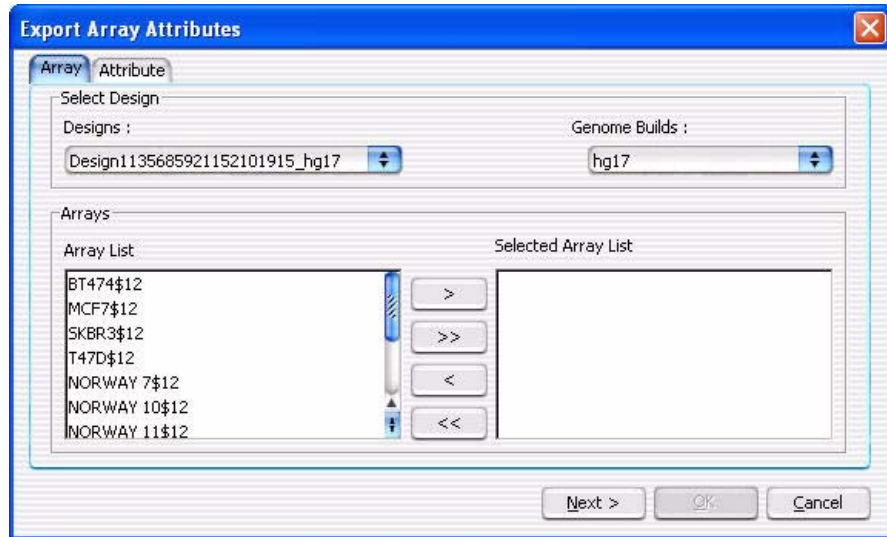 Export Array Attributes
Array Attribute
Select Design
Designs : Genome Builds :
Design1135685921152101915_hg17 hg17
Arrays
Array List Selected Array List
BT474$12
MCF7$12
SKBR3$12
T47D$12
NORWAY 7$12
NORWAY 10$12
NORWAY 11$12
>
>>
<
<<
Next > OK Cancel